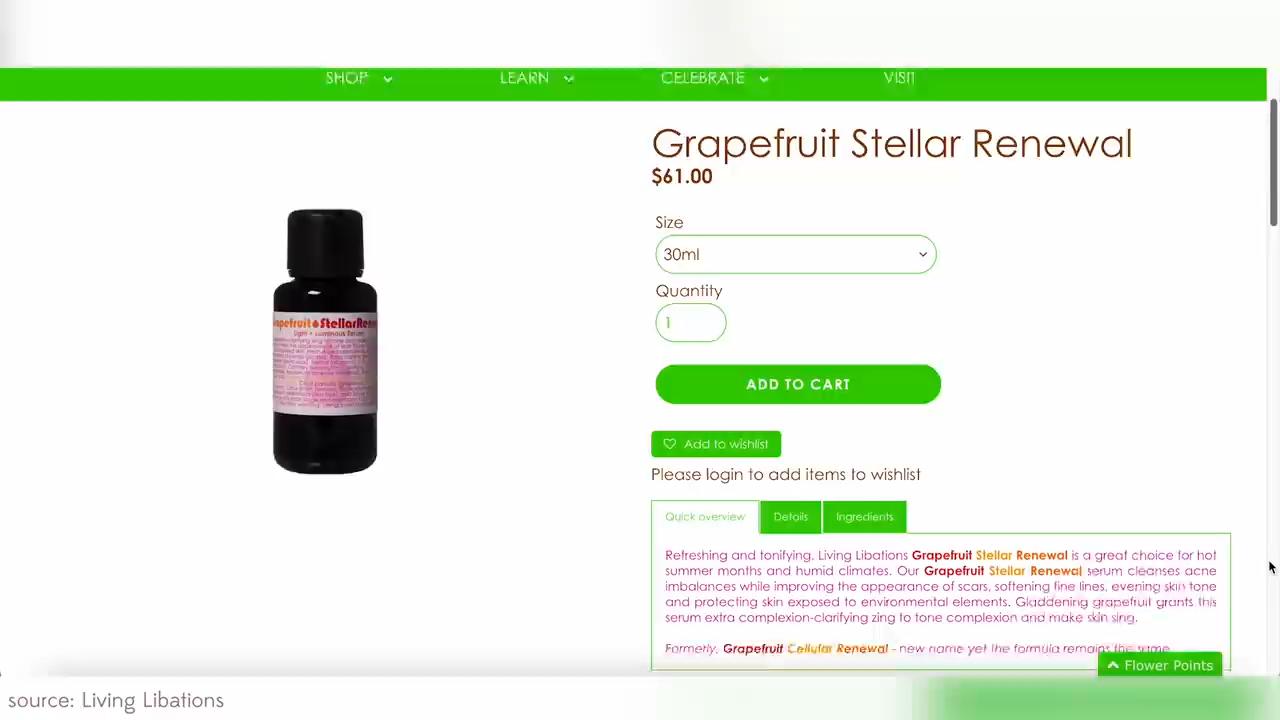 SHOP
LEARN
CELEBRATE
VISIT
Grapefruit Stellar Renewal
$61.00
Size
30ml
Quantity
1
ADD TO CART
Add to wishlist
Please login to add items to wishlist
Quick overview
Details
Ingredients
Refreshing and tonifying, Living Libations Grapefruit Stellar Renewal is a great choice for hot
summer months and humid climates. Our Grapefruit Stellar Renewal serum cleanses acne
imbalances while improving the appearance of scars, softening fine lines, evening skin tone
and protecting skin exposed to environmental elements. Gladdening grapefruit grants this
serum extra complexion-clarifying zing to tone complexion and make skin sing.
Formerly, Grapefruit Cellular Renewal - new name yet the formula remains the same
Flower Points
source: Living Libations